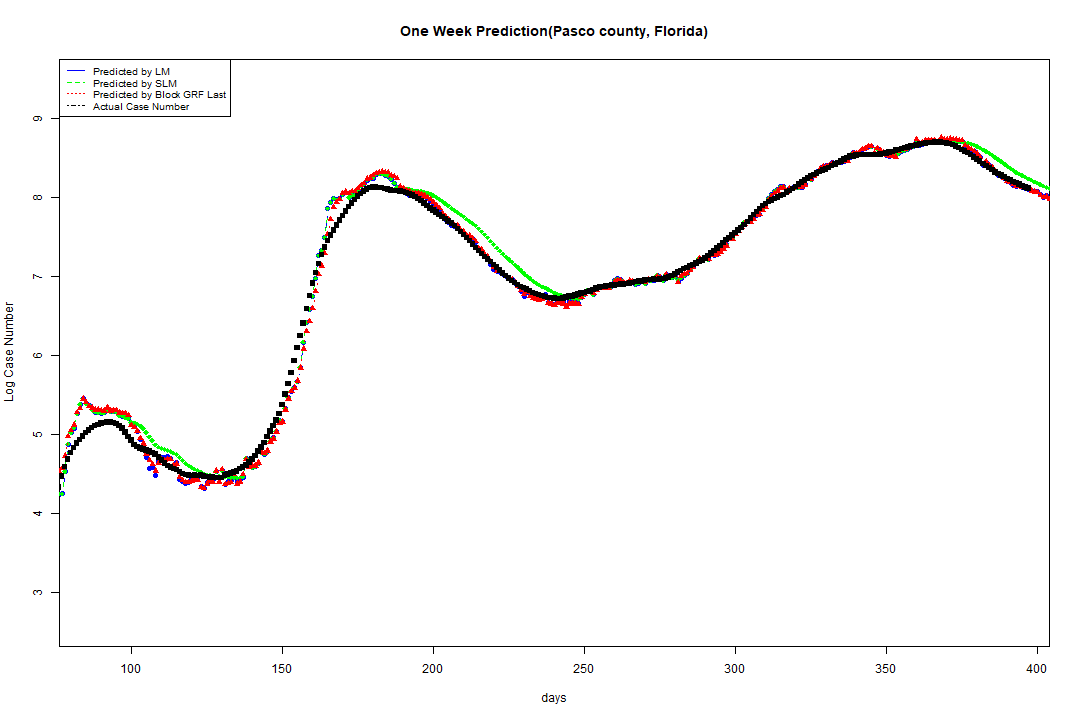 One Week Prediction(Pasco county, Florida)
Predicted by LM
Predicted by SLM
Predicted by Block GRF Last
Actual Case Number
9
8
7
6
5
4
3
Log Case Number
100 150 200 250 300 350 400
days